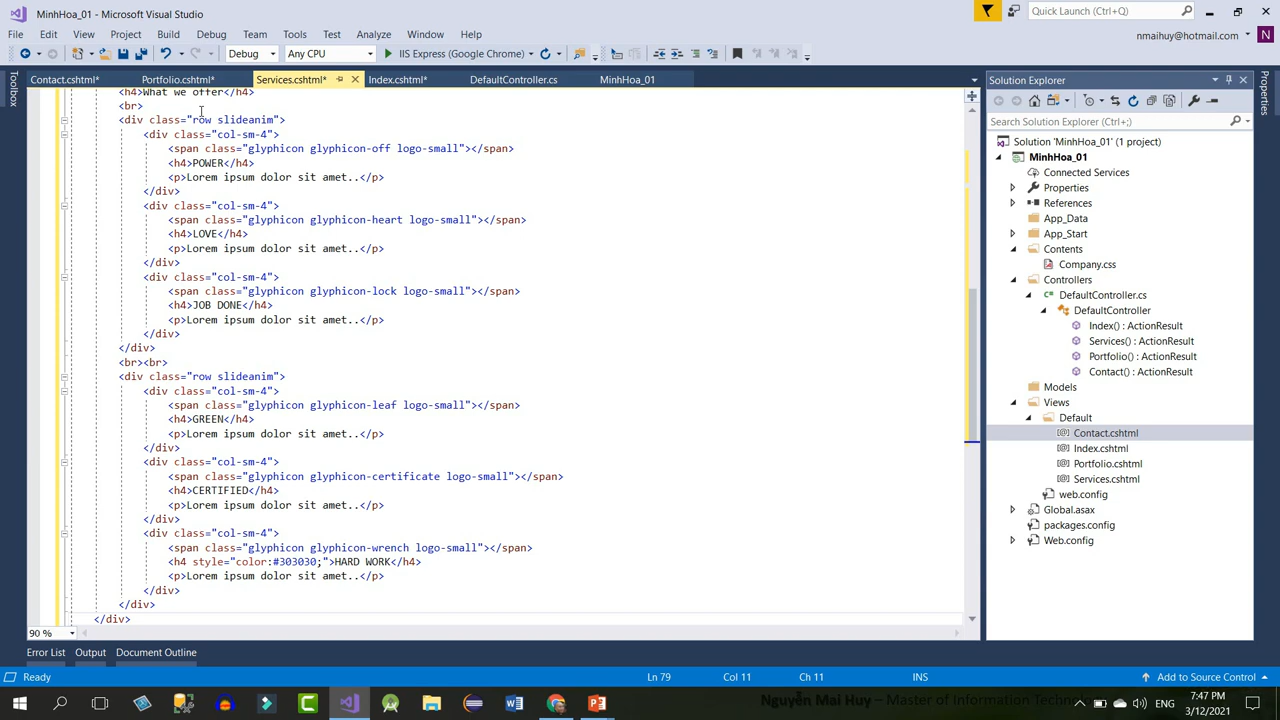 MinhHoa_01 - Microsoft Visual Studio
Quick Launch (Ctrl+Q)
File Edit View Project Build Debug Team Tools Test Analyze Window Help
nmaihuy@hotmail.com N
Debug Any CPU IIS Express (Google Chrome)
Toolbox
Contact.cshtml* Portfolio.cshtml* Services.cshtml* Index.cshtml* DefaultController.cs MinhHoa_01
<h4>What we offer</h4>
<br>
<div class="row slideanim">
<div class="col-sm-4">
<span class="glyphicon glyphicon-off logo-small"></span>
<h4>POWER</h4>
<p>Lorem ipsum dolor sit amet..</p>
</div>
<div class="col-sm-4">
<span class="glyphicon glyphicon-heart logo-small"></span>
<h4>LOVE</h4>
<p>Lorem ipsum dolor sit amet..</p>
</div>
<div class="col-sm-4">
<span class="glyphicon glyphicon-lock logo-small"></span>
<h4>JOB DONE</h4>
<p>Lorem ipsum dolor sit amet..</p>
</div>
</div>
<br><br>
<div class="row slideanim">
<div class="col-sm-4">
<span class="glyphicon glyphicon-leaf logo-small"></span>
<h4>GREEN</h4>
<p>Lorem ipsum dolor sit amet..</p>
</div>
<div class="col-sm-4">
<span class="glyphicon glyphicon-certificate logo-small"></span>
<h4>CERTIFIED</h4>
<p>Lorem ipsum dolor sit amet..</p>
</div>
<div class="col-sm-4">
<span class="glyphicon glyphicon-wrench logo-small"></span>
<h4 style="color:#303030;">HARD WORK</h4>
<p>Lorem ipsum dolor sit amet..</p>
</div>
</div>
</div>
90 %
Solution Explorer
Search Solution Explorer (Ctrl+;)
Solution 'MinhHoa_01' (1 project)
MinhHoa_01
Connected Services
Properties
References
App_Data
App_Start
Contents
Company.css
Controllers
DefaultController.cs
DefaultController
Index() : ActionResult
Services() : ActionResult
Portfolio() : ActionResult
Contact() : ActionResult
Models
Views
Default
Contact.cshtml
Index.cshtml
Portfolio.cshtml
Services.cshtml
web.config
Global.asax
packages.config
Web.config
Properties
Error List Output Document Outline
Ready Ln 79 Col 11 Ch 11 INS Add to Source Control
Nguyễn Mai Huy – Master of Information Technology
ENG
7:47 PM
3/12/2021